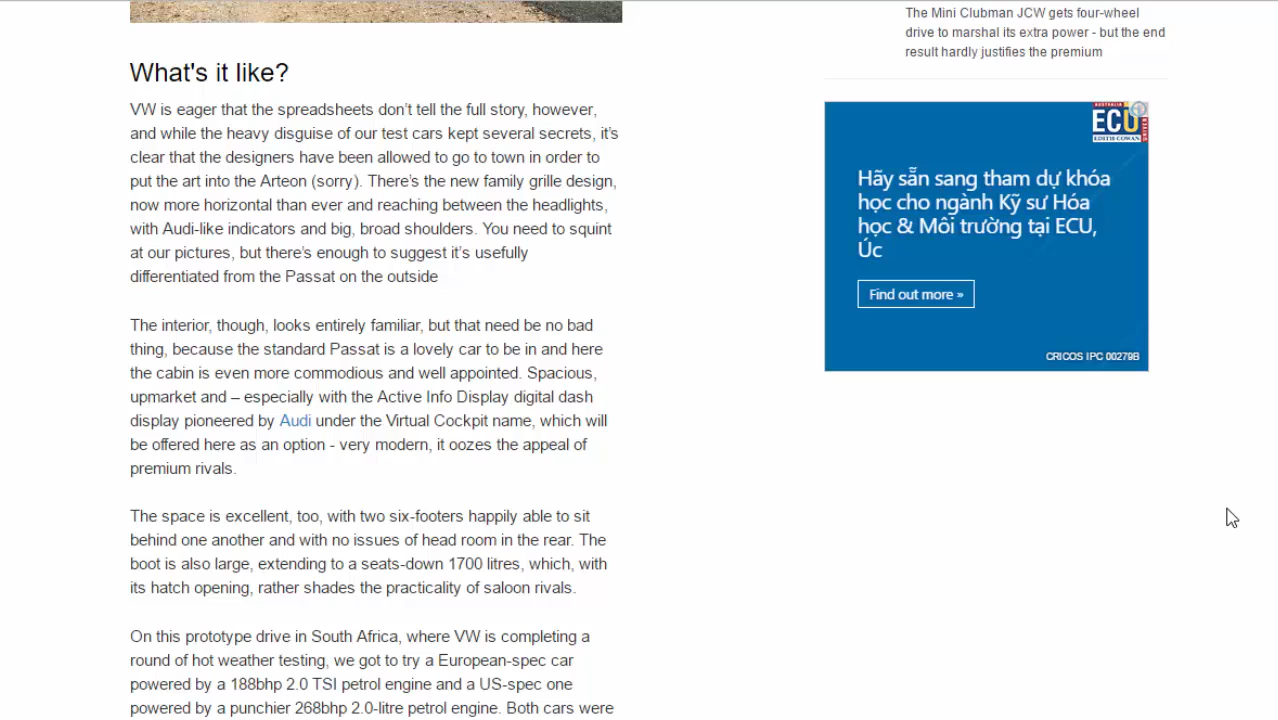 The Mini Clubman JCW gets four-wheel
drive to marshal its extra power - but the end
result hardly justifies the premium
What's it like?
VW is eager that the spreadsheets don’t tell the full story, however,
and while the heavy disguise of our test cars kept several secrets, it’s
clear that the designers have been allowed to go to town in order to
put the art into the Arteon (sorry). There’s the new family grille design,
now more horizontal than ever and reaching between the headlights,
with Audi-like indicators and big, broad shoulders. You need to squint
at our pictures, but there’s enough to suggest it’s usefully
differentiated from the Passat on the outside
The interior, though, looks entirely familiar, but that need be no bad
thing, because the standard Passat is a lovely car to be in and here
the cabin is even more commodious and well appointed. Spacious,
upmarket and – especially with the Active Info Display digital dash
display pioneered by Audi under the Virtual Cockpit name, which will
be offered here as an option - very modern, it oozes the appeal of
premium rivals.
The space is excellent, too, with two six-footers happily able to sit
behind one another and with no issues of head room in the rear. The
boot is also large, extending to a seats-down 1700 litres, which, with
its hatch opening, rather shades the practicality of saloon rivals.
On this prototype drive in South Africa, where VW is completing a
round of hot weather testing, we got to try a European-spec car
powered by a 188bhp 2.0 TSI petrol engine and a US-spec one
powered by a punchier 268bhp 2.0-litre petrol engine. Both cars were
AUSTRALIA
ECU
EDITH COWAN
Hãy sẵn sang tham dự khóa
học cho ngành Kỹ sư Hóa
học & Môi trường tại ECU,
Úc
Find out more »
CRICOS IPC 00279B